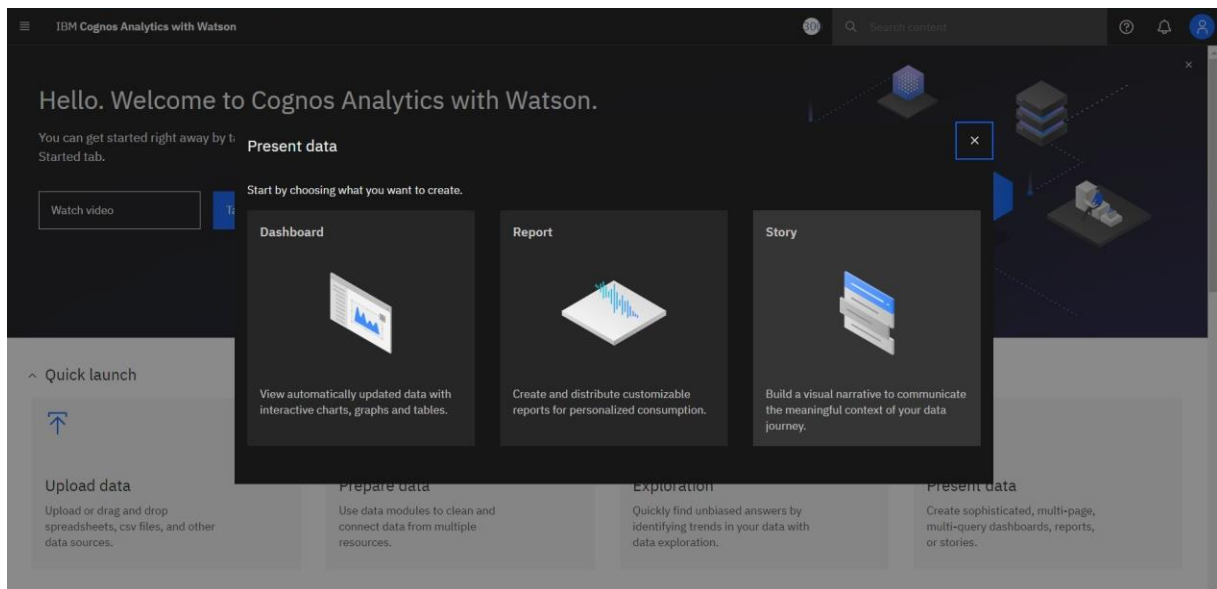 IBM Cognos Analytics with Watson
30
Search content
Hello. Welcome to Cognos Analytics with Watson.
You can get started right away by ta
Started tab.
Watch video
Ta
Present data
Start by choosing what you want to create.
Dashboard
View automatically updated data with
interactive charts, graphs and tables.
Report
Create and distribute customizable
reports for personalized consumption.
Story
Build a visual narrative to communicate
the meaningful context of your data
journey.
Quick launch
Upload data
Upload or drag and drop
spreadsheets, csv files, and other
data sources.
Prepare data
Use data modules to clean and
connect data from multiple
resources.
Exploration
Quickly find unbiased answers by
identifying trends in your data with
data exploration.
Present data
Create sophisticated, multi-page,
multi-query dashboards, reports,
or stories.